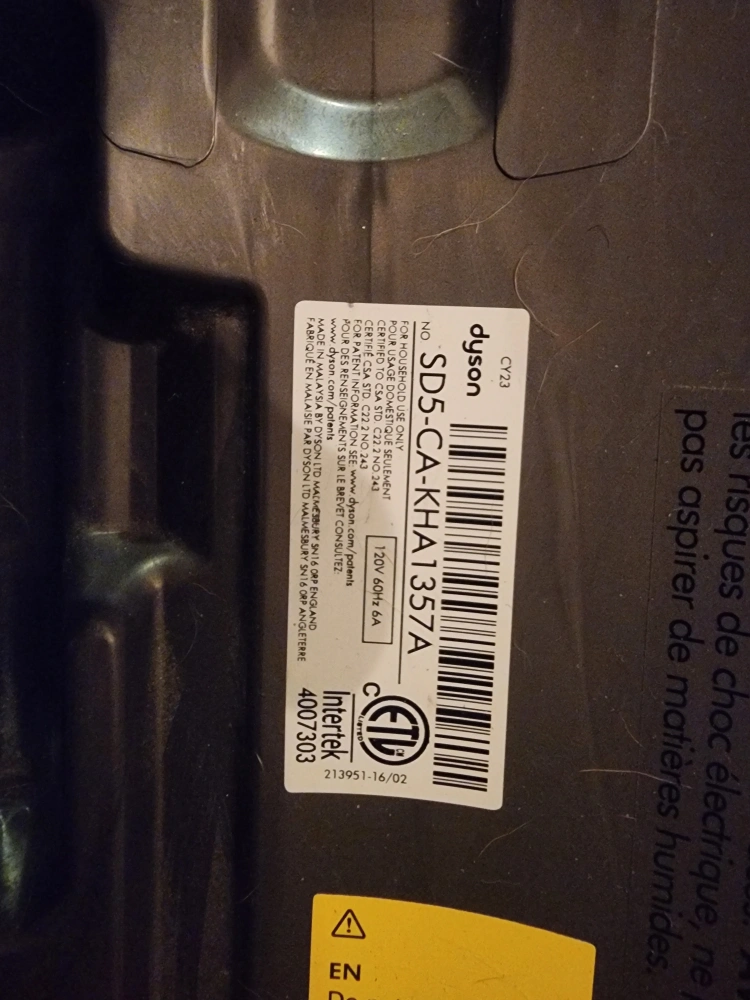 CY23
dyson
NO. SD5-CA-KHA1357A
FOR HOUSEHOLD USE ONLY
POUR USAGE DOMESTIQUE SEULEMENT
CERTIFIED TO CSA STD. C22.2 NO.243
CERTIFIÉ CSA STD. C22.2 NO.243
FOR PATENT INFORMATION SEE: www.dyson.com/patents
POUR DES RENSEIGNEMENTS SUR LE BREVET CONSULTEZ:
www.dyson.com/patents
MADE IN MALAYSIA BY DYSON LTD MALMESBURY SN16 0RP ENGLAND
FABRIQUÉ EN MALAISIE PAR DYSON LTD MALMESBURY SN16 0RP ANGLETERRE
120V 60Hz 6A
C ETL CM
LISTED
Intertek
4007303
213951-16/02
les risques de choc électrique, ne
pas aspirer de matières humides.
EN